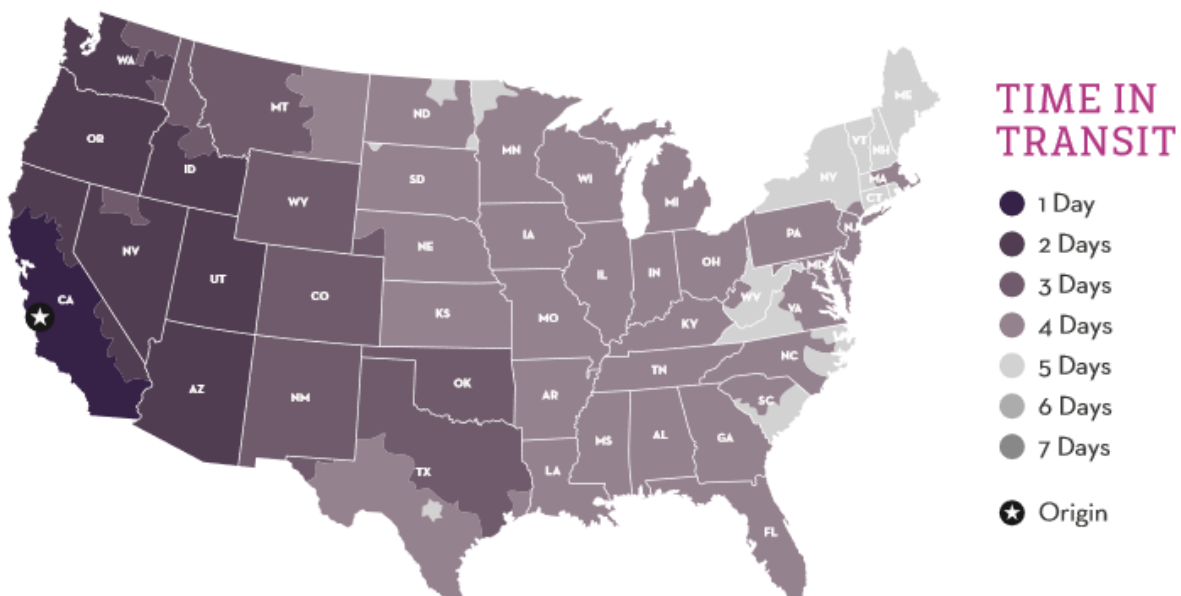 WA
OR
ID
MT
ND
MN
SD
WY
NV
UT
CO
CA
AZ
NM
NE
KS
OK
TX
IA
WI
MI
IL
IN
OH
MO
KY
TN
AR
LA
MS
AL
GA
FL
SC
NC
VA
WV
MD
PA
NJ
NY
CT
MA
VT
NH
ME
TIME IN
TRANSIT
1 Day
2 Days
3 Days
4 Days
5 Days
6 Days
7 Days
Origin